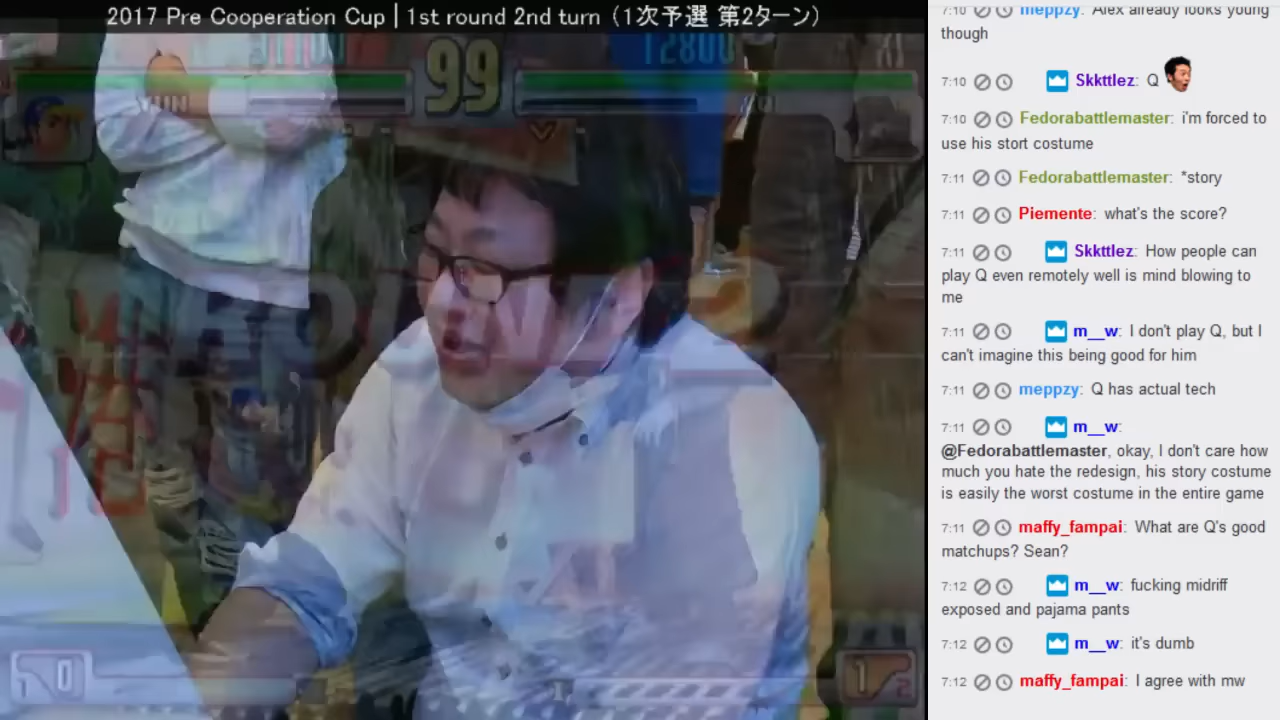 2017 Pre Cooperation Cup | 1st round 2nd turn (1次予選 第2ターン)
12800
99
YUN
Q
0
1
1
2
7:10 meppzy: Alex already looks young
though
7:10 Skkttlez: Q
7:10 Fedorabattlemaster: i'm forced to
use his stort costume
7:11 Fedorabattlemaster: *story
7:11 Piemente: what's the score?
7:11 Skkttlez: How people can
play Q even remotely well is mind blowing to
me
7:11 m__w: I don't play Q, but I
can't imagine this being good for him
7:11 meppzy: Q has actual tech
7:11 m__w:
@Fedorabattlemaster, okay, I don't care how
much you hate the redesign, his story costume
is easily the worst costume in the entire game
7:11 maffy_fampai: What are Q's good
matchups? Sean?
7:12 m__w: fucking midriff
exposed and pajama pants
7:12 m__w: it's dumb
7:12 maffy_fampai: I agree with mw